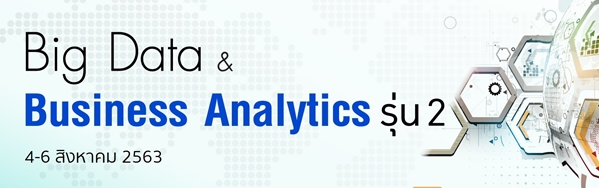 Big Data &
Business Analytics รุ่น 2
4-6 สิงหาคม 2563